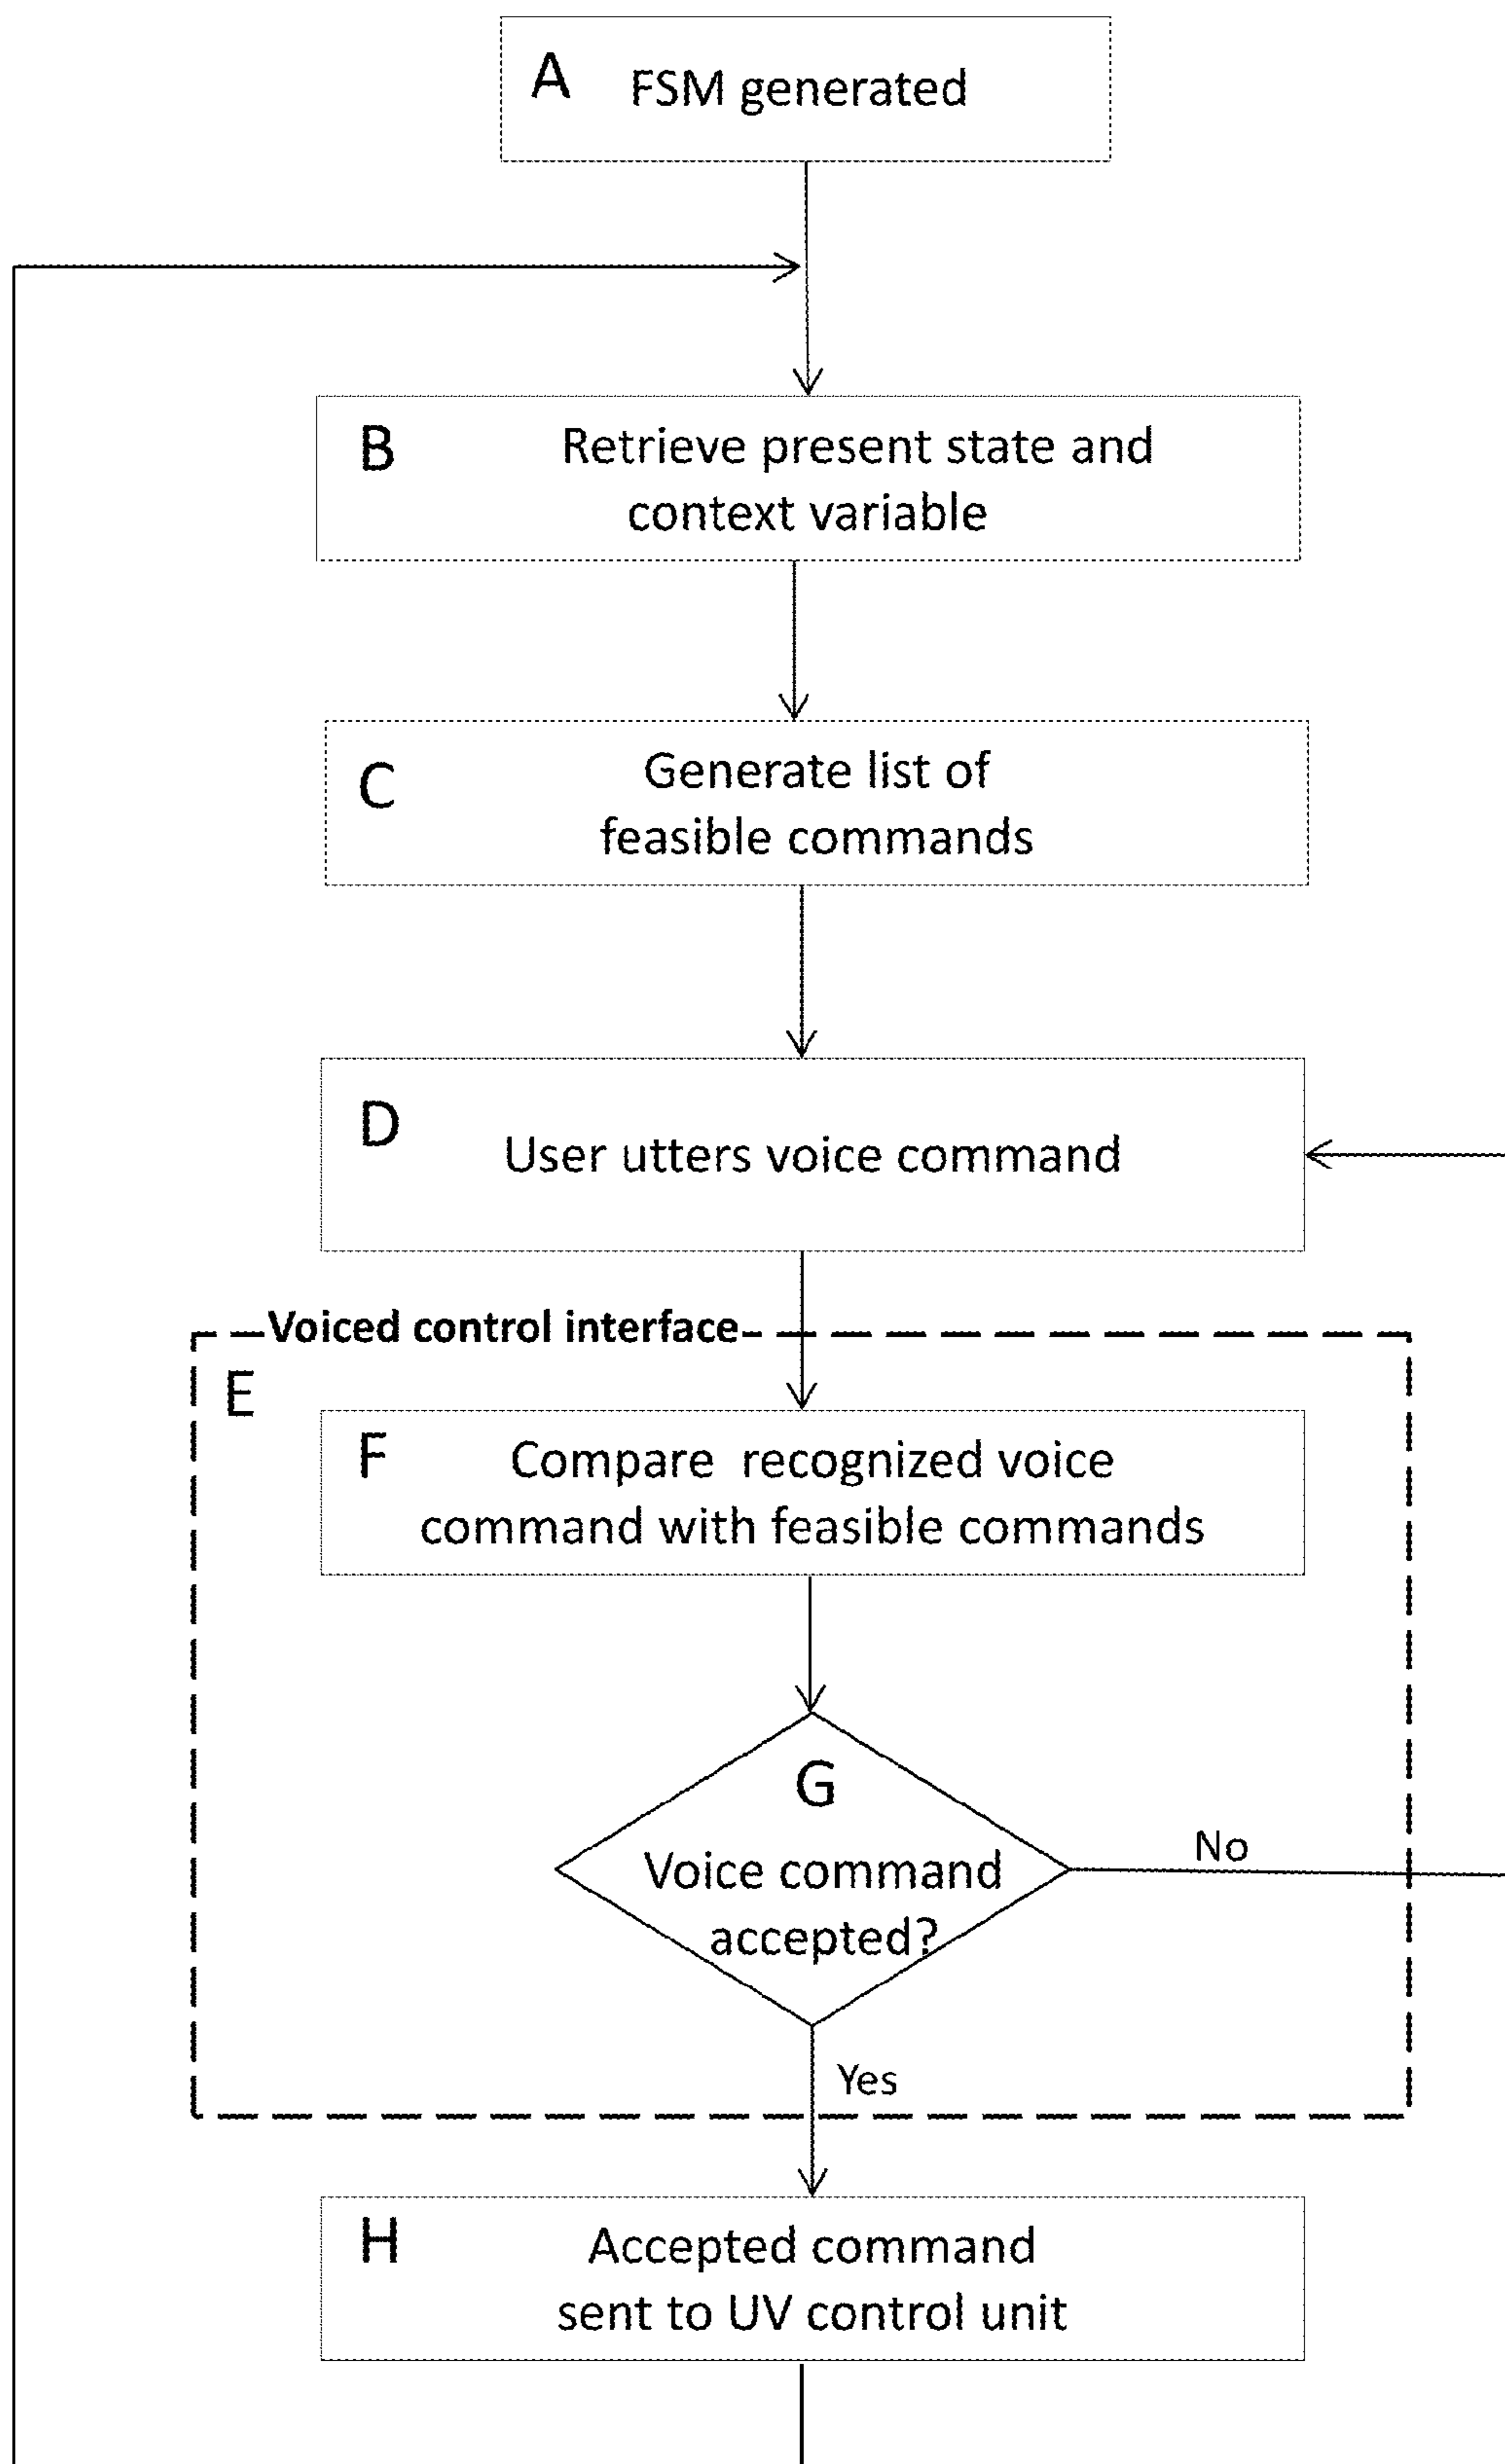 A FSM generated
B Retrieve present state and
context variable
C Generate list of
feasible commands
D User utters voice command
Voiced control interface
E
F Compare recognized voice
command with feasible commands
G
Voice command
accepted?
No
Yes
H Accepted command
sent to UV control unit